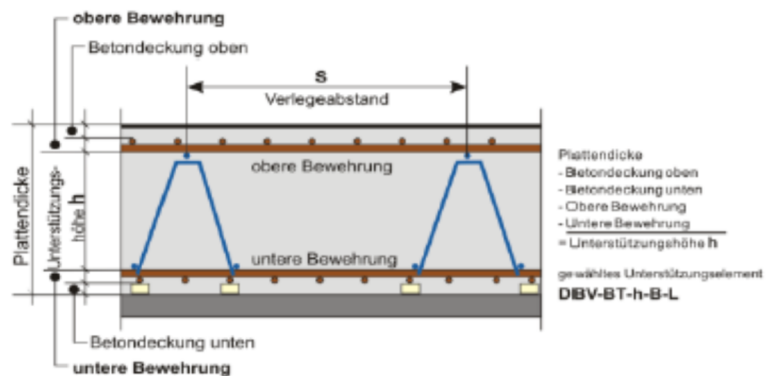 obere Bewehrung
Betondeckung oben
S
Verlegeabstand
obere Bewehrung
untere Bewehrung
Plattendicke
Unterstützungs-
höhe h
Betondeckung unten
untere Bewehrung
Plattendicke
- Betondeckung oben
- Betondeckung unten
- Obere Bewehrung
- Untere Bewehrung
= Unterstützungshöhe h
gewähltes Unterstützungselement
DBV-BT-h-B-L